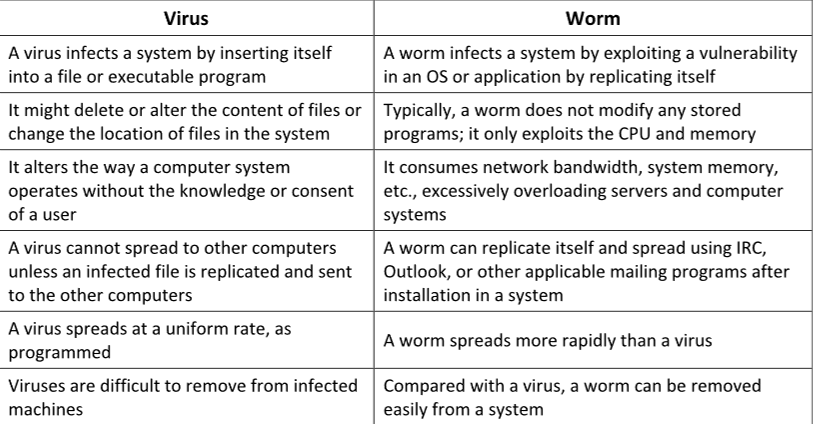 Virus
Worm
A virus infects a system by inserting itself
into a file or executable program
A worm infects a system by exploiting a vulnerability
in an OS or application by replicating itself
It might delete or alter the content of files or
change the location of files in the system
Typically, a worm does not modify any stored
programs; it only exploits the CPU and memory
It alters the way a computer system
operates without the knowledge or consent
of a user
It consumes network bandwidth, system memory,
etc., excessively overloading servers and computer
systems
A virus cannot spread to other computers
unless an infected file is replicated and sent
to the other computers
A worm can replicate itself and spread using IRC,
Outlook, or other applicable mailing programs after
installation in a system
A virus spreads at a uniform rate, as
programmed
A worm spreads more rapidly than a virus
Viruses are difficult to remove from infected
machines
Compared with a virus, a worm can be removed
easily from a system